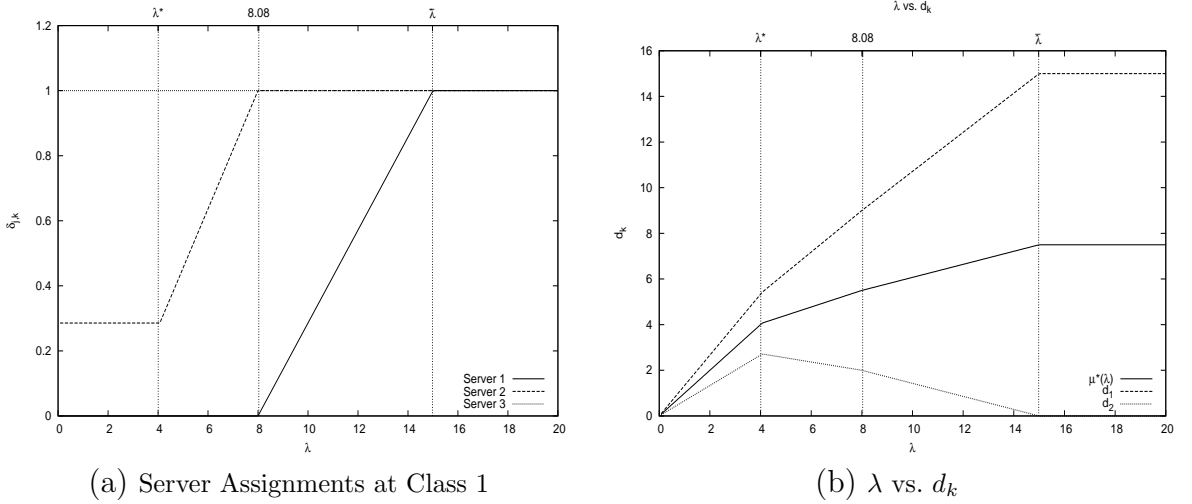 λ* 8.08 λ̄
1.2
1
0.8
0.6
0.4
0.2
0
δj,k
Server 1
Server 2
Server 3
0 2 4 6 8 10 12 14 16 18 20
λ
(a) Server Assignments at Class 1
λ vs. dk
λ* 8.08 λ̄
16
14
12
10
8
6
4
2
0
dk
μ*(λ)
d1
d2
0 2 4 6 8 10 12 14 16 18 20
λ
(b) λ vs. dk